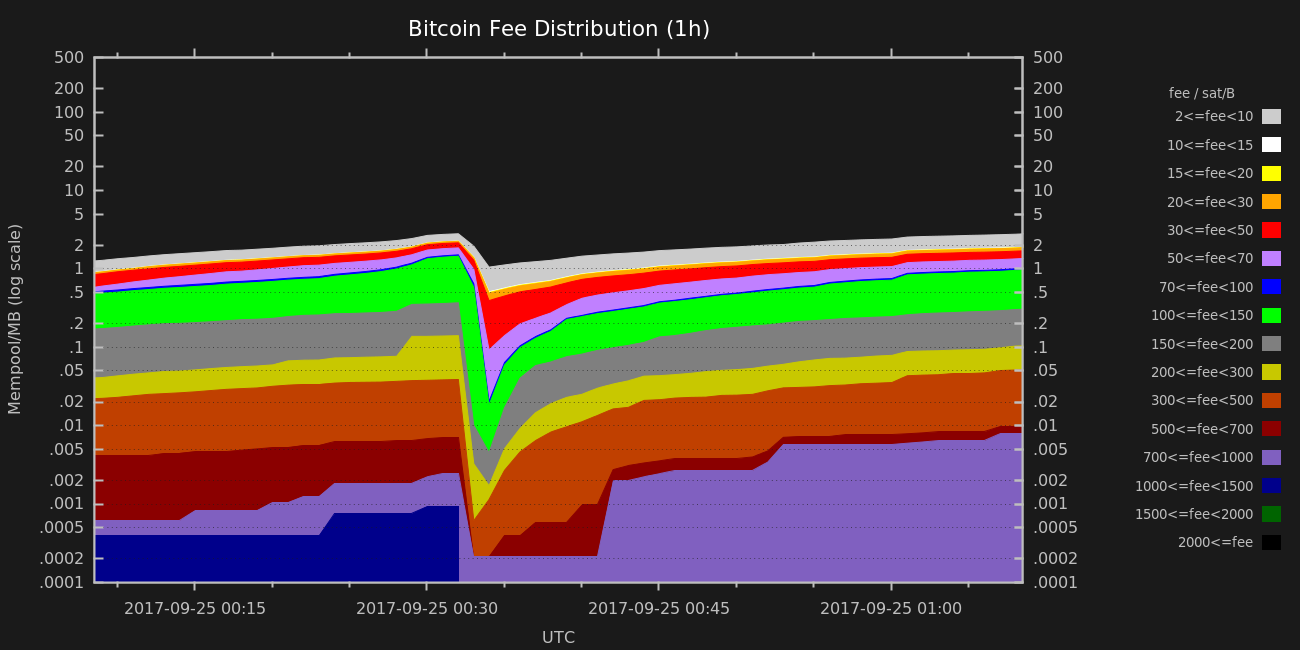 Bitcoin Fee Distribution (1h)
Mempool/MB (log scale)
500
200
100
50
20
10
5
2
1
.5
.2
.1
.05
.02
.01
.005
.002
.001
.0005
.0002
.0001
500
200
100
50
20
10
5
2
1
.5
.2
.1
.05
.02
.01
.005
.002
.001
.0005
.0002
.0001
2017-09-25 00:15
2017-09-25 00:30
2017-09-25 00:45
2017-09-25 01:00
UTC
fee / sat/B
2<=fee<10
10<=fee<15
15<=fee<20
20<=fee<30
30<=fee<50
50<=fee<70
70<=fee<100
100<=fee<150
150<=fee<200
200<=fee<300
300<=fee<500
500<=fee<700
700<=fee<1000
1000<=fee<1500
1500<=fee<2000
2000<=fee